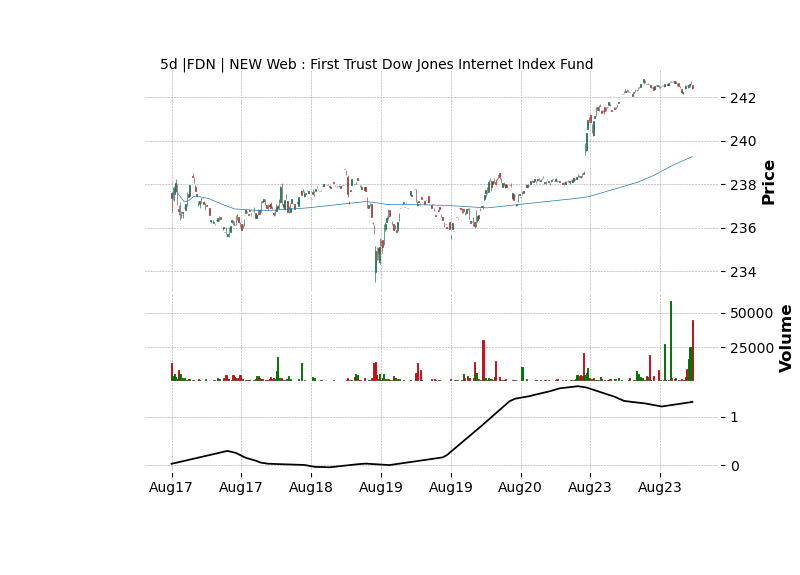 5d |FDN | NEW Web : First Trust Dow Jones Internet Index Fund
242
240
238
236
234
Price
50000
25000
Volume
1
0
Aug17 Aug17 Aug18 Aug19 Aug19 Aug20 Aug23 Aug23